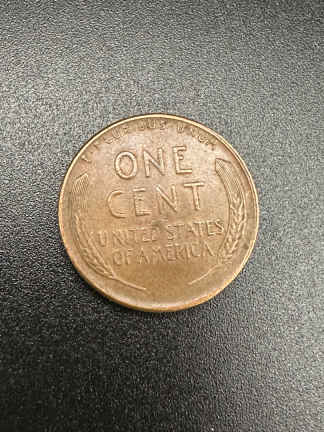 E PLURIBUS UNUM
ONE
CENT
UNITED STATES
OF AMERICA